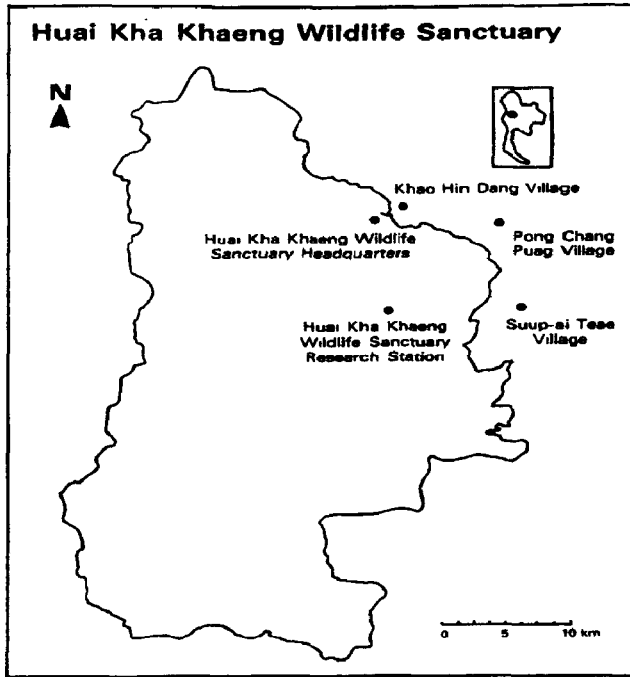 Huai Kha Khaeng Wildlife Sanctuary
N
Khao Hin Dang Village
Huai Kha Khaeng Wildlife
Sanctuary Headquarters
Pong Chang
Puag Village
Huai Kha Khaeng
Wildlife Sanctuary
Research Station
Suup-ai Tese
Village
0 5 10 km